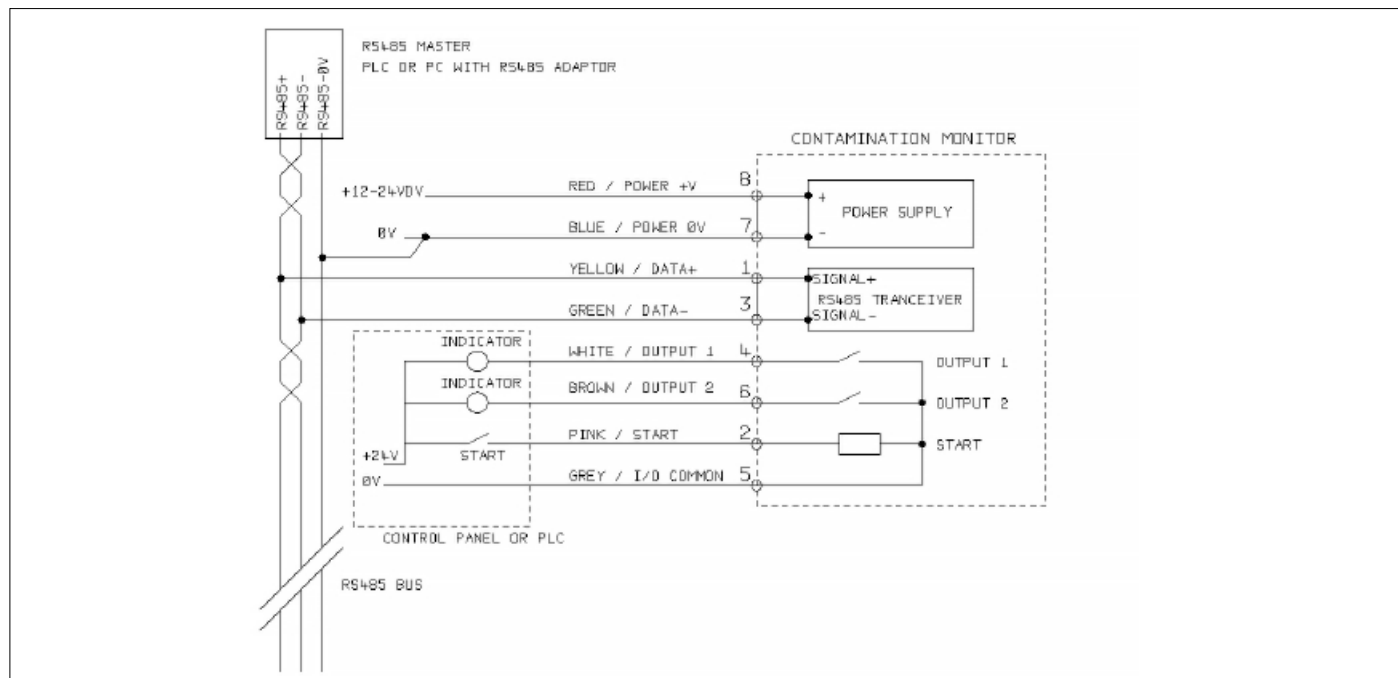 RS485 MASTER
PLC OR PC WITH RS485 ADAPTOR
RS485+
RS485-
RS485-0V
CONTAMINATION MONITOR
+12-24VDV
RED / POWER +V
8
+
POWER SUPPLY
0V
BLUE / POWER 0V
7
-
YELLOW / DATA+
1
SIGNAL+
RS485 TRANCEIVER
GREEN / DATA-
3
SIGNAL-
INDICATOR
WHITE / OUTPUT 1
4
OUTPUT 1
INDICATOR
BROWN / OUTPUT 2
6
OUTPUT 2
START
PINK / START
2
START
+24V
0V
GREY / I/O COMMON
5
CONTROL PANEL OR PLC
RS485 BUS